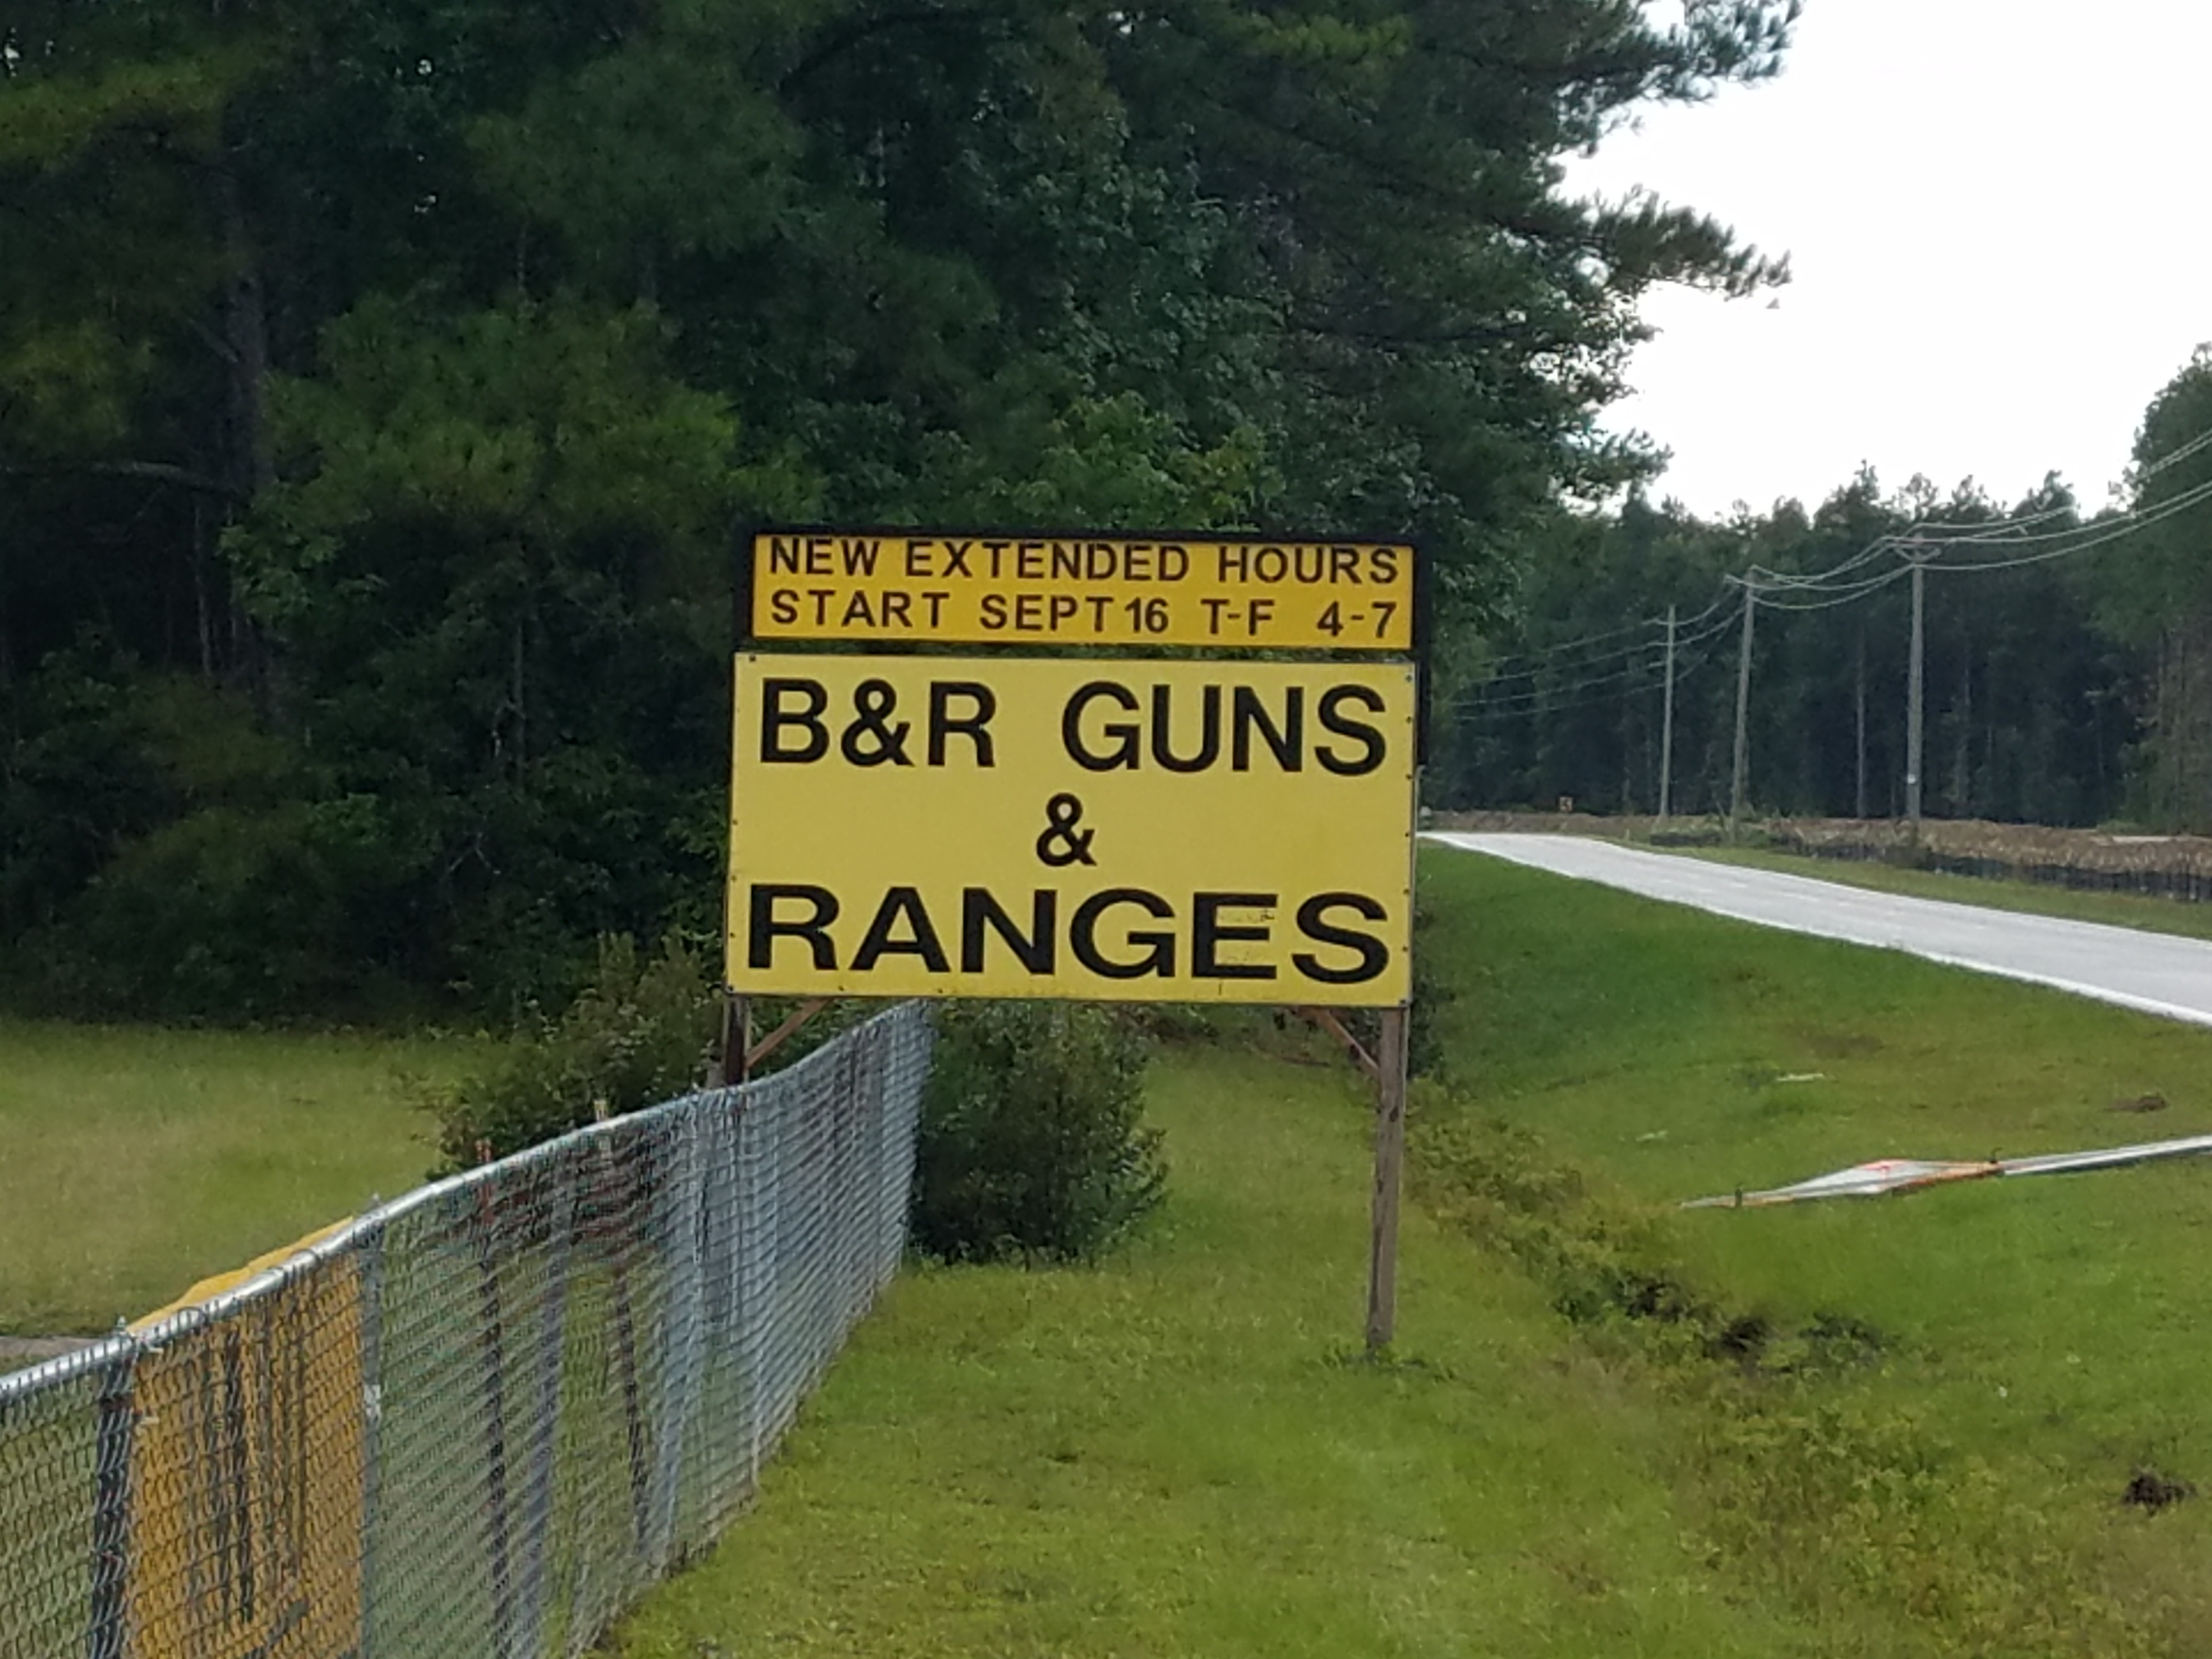 NEW EXTENDED HOURS
START SEPT 16 T-F 4-7
B&R GUNS
&
RANGES